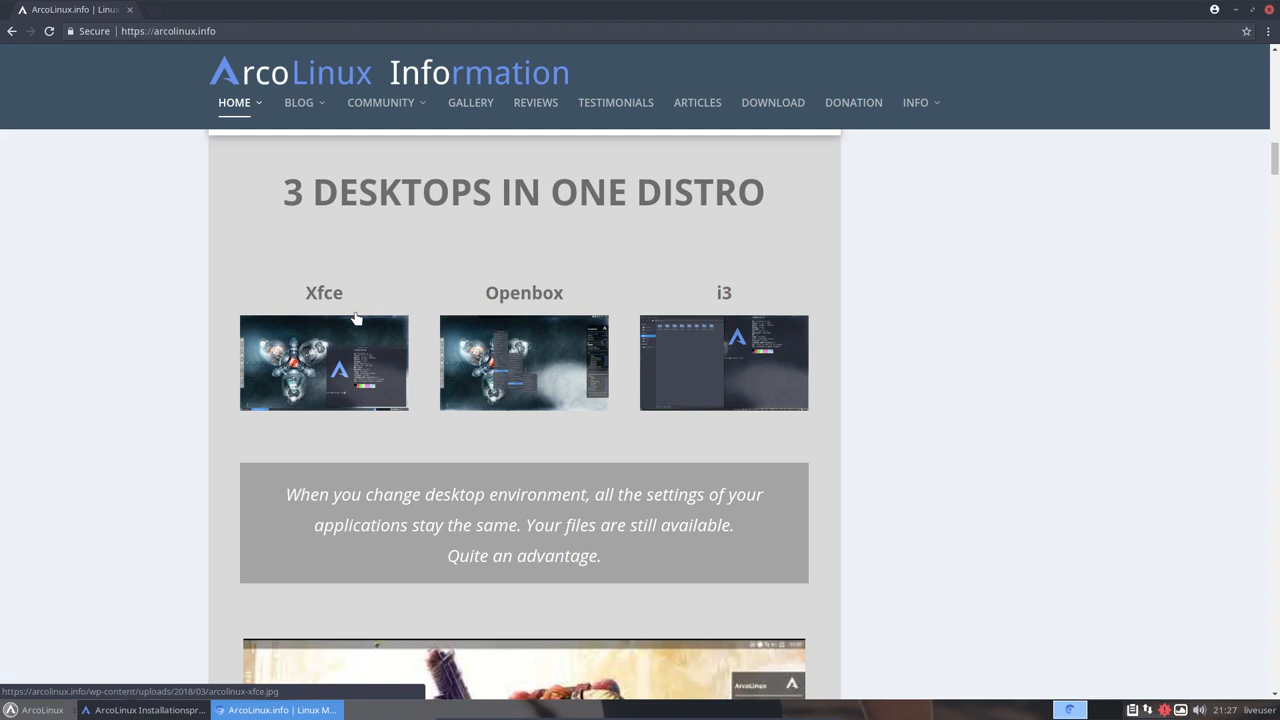 ArcoLinux.info | Linux
Secure https://arcolinux.info
ArcoLinux Information
HOME BLOG COMMUNITY GALLERY REVIEWS TESTIMONIALS ARTICLES DOWNLOAD DONATION INFO
3 DESKTOPS IN ONE DISTRO
Xfce Openbox i3
When you change desktop environment, all the settings of your
applications stay the same. Your files are still available.
Quite an advantage.
ArcoLinux
https://arcolinux.info/wp-content/uploads/2018/03/arcolinux-xfce.jpg
ArcoLinux ArcoLinux Installationspr... ArcoLinux.info | Linux M... 21:27 liveuser